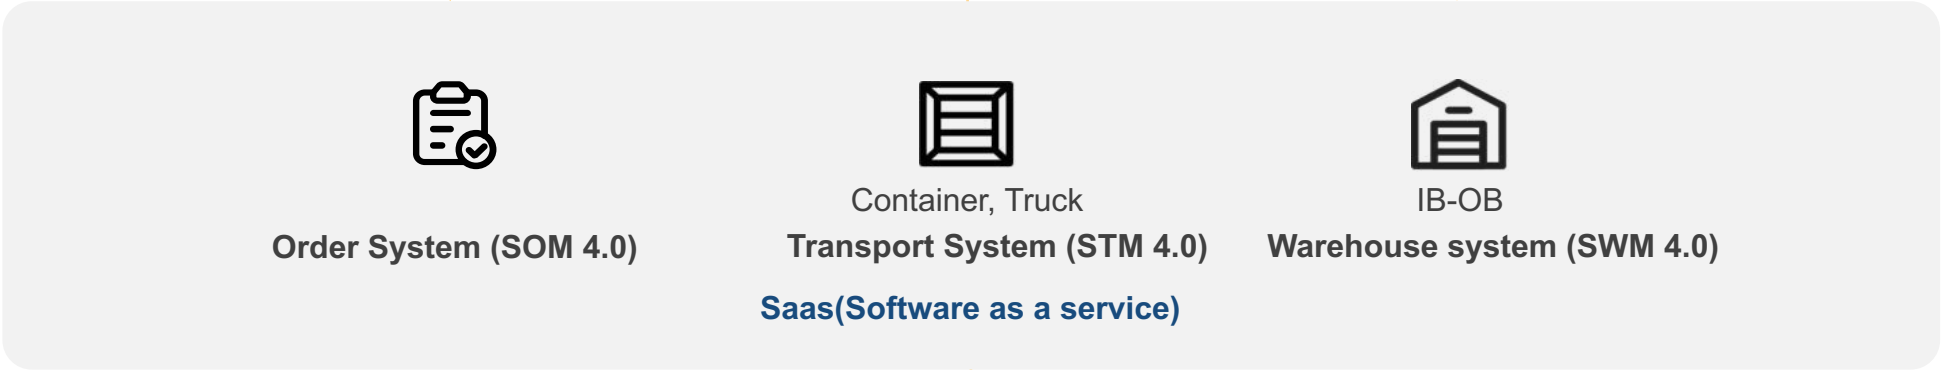 Container, Truck
IB-OB
Order System (SOM 4.0)
Transport System (STM 4.0)
Warehouse system (SWM 4.0)
Saas(Software as a service)